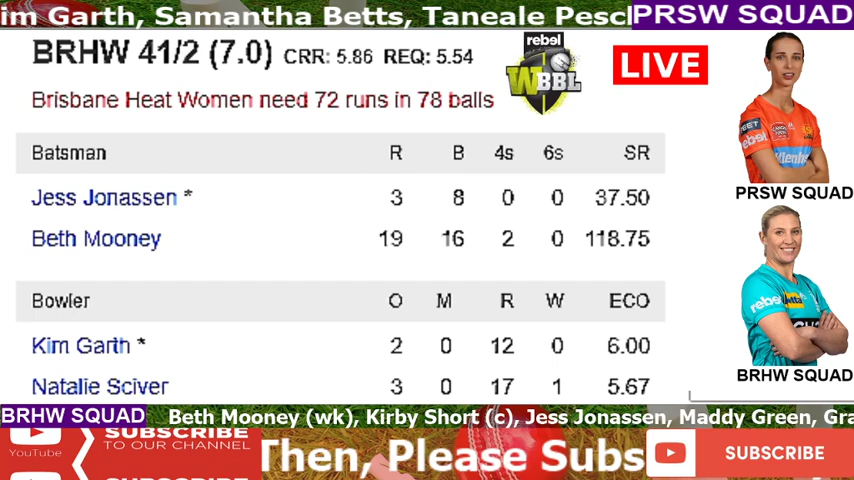 im Garth, Samantha Betts, Taneale Pesch
PRSW SQUAD
BRHW 41/2 (7.0) CRR: 5.86 REQ: 5.54
rebel
WBBL
LIVE
Brisbane Heat Women need 72 runs in 78 balls
Batsman R B 4s 6s SR
Jess Jonassen * 3 8 0 0 37.50
Beth Mooney 19 16 2 0 118.75
Bowler O M R W ECO
Kim Garth * 2 0 12 0 6.00
Natalie Sciver 3 0 17 1 5.67
rebel
PRSW SQUAD
rebel
BRHW SQUAD
BRHW SQUAD
Beth Mooney (wk), Kirby Short (c), Jess Jonassen, Maddy Green, Gra
YouTube
SUBSCRIBE
TO OUR CHANNEL
Then, Please Subs
SUBSCRIBE